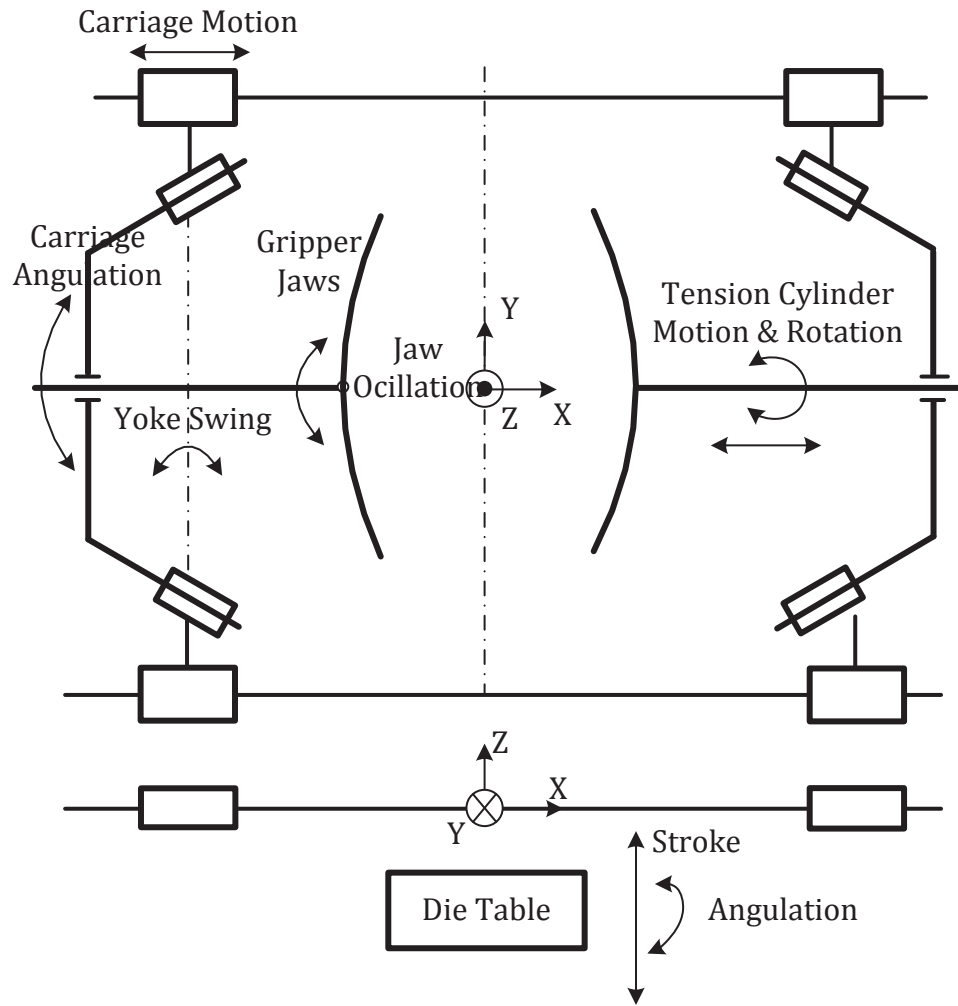 Carriage Motion
Carriage
Angulation
Gripper
Jaws
Tension Cylinder
Motion & Rotation
Y
Jaw
Ocillation
Z
X
Yoke Swing
Z
X
Y
Stroke
Die Table
Angulation